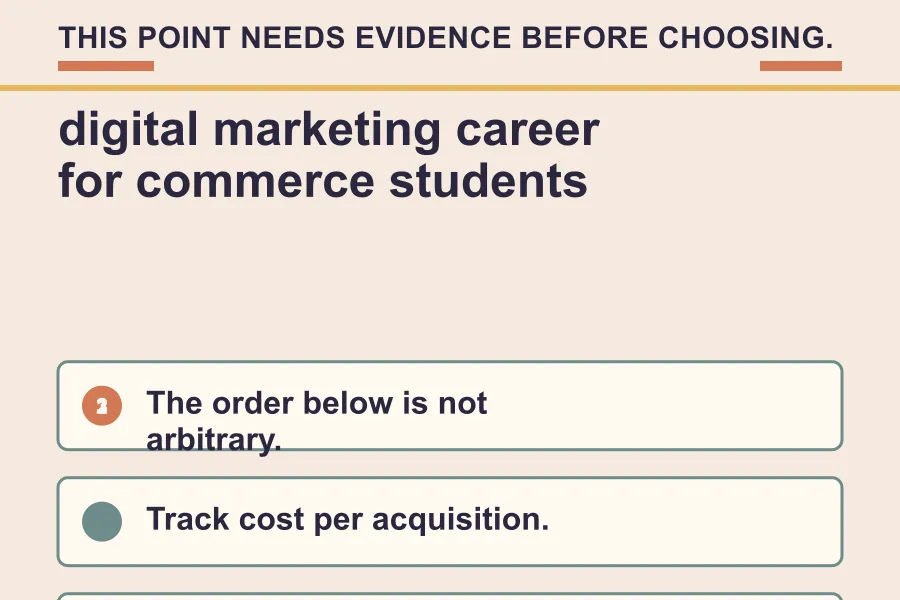 THIS POINT NEEDS EVIDENCE BEFORE CHOOSING.
digital marketing career
for commerce students
The order below is not
arbitrary.
Track cost per acquisition.